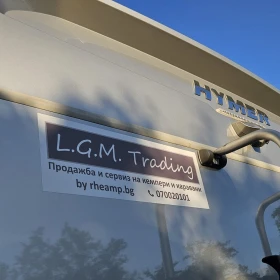 HYMER
L.G.M. Trading
Продажба и сервиз на кемпери и каравани
by rheamp.bg 070020101